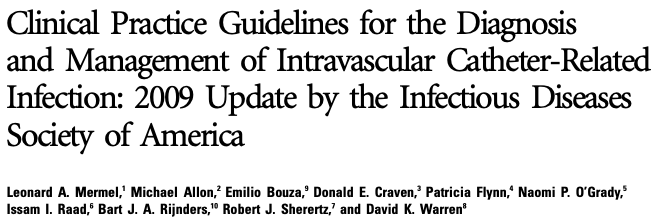 Clinical Practice Guidelines for the Diagnosis
and Management of Intravascular Catheter-Related
Infection: 2009 Update by the Infectious Diseases
Society of America
Leonard A. Mermel,¹ Michael Allon,² Emilio Bouza,⁹ Donald E. Craven,³ Patricia Flynn,⁴ Naomi P. O'Grady,⁵
Issam I. Raad,⁶ Bart J. A. Rijnders,¹⁰ Robert J. Sherertz,⁷ and David K. Warren⁸